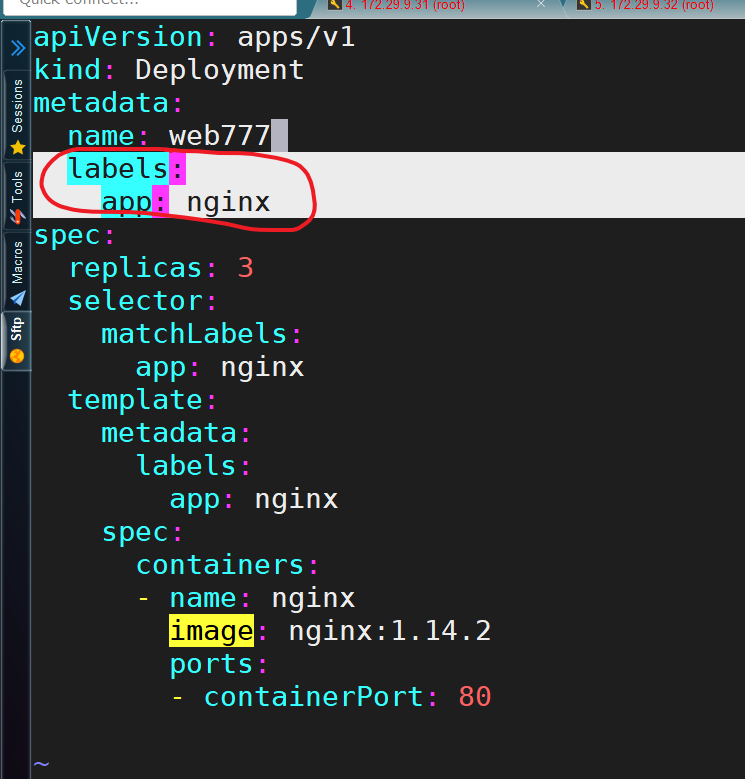 Quick connect...
4. 172.29.9.31 (root)
5. 172.29.9.32 (root)
Sessions
Tools
Macros
Sftp
apiVersion: apps/v1
kind: Deployment
metadata:
  name: web777
  labels:
    app: nginx
spec:
  replicas: 3
  selector:
    matchLabels:
      app: nginx
  template:
    metadata:
      labels:
        app: nginx
    spec:
      containers:
      - name: nginx
        image: nginx:1.14.2
        ports:
        - containerPort: 80
~